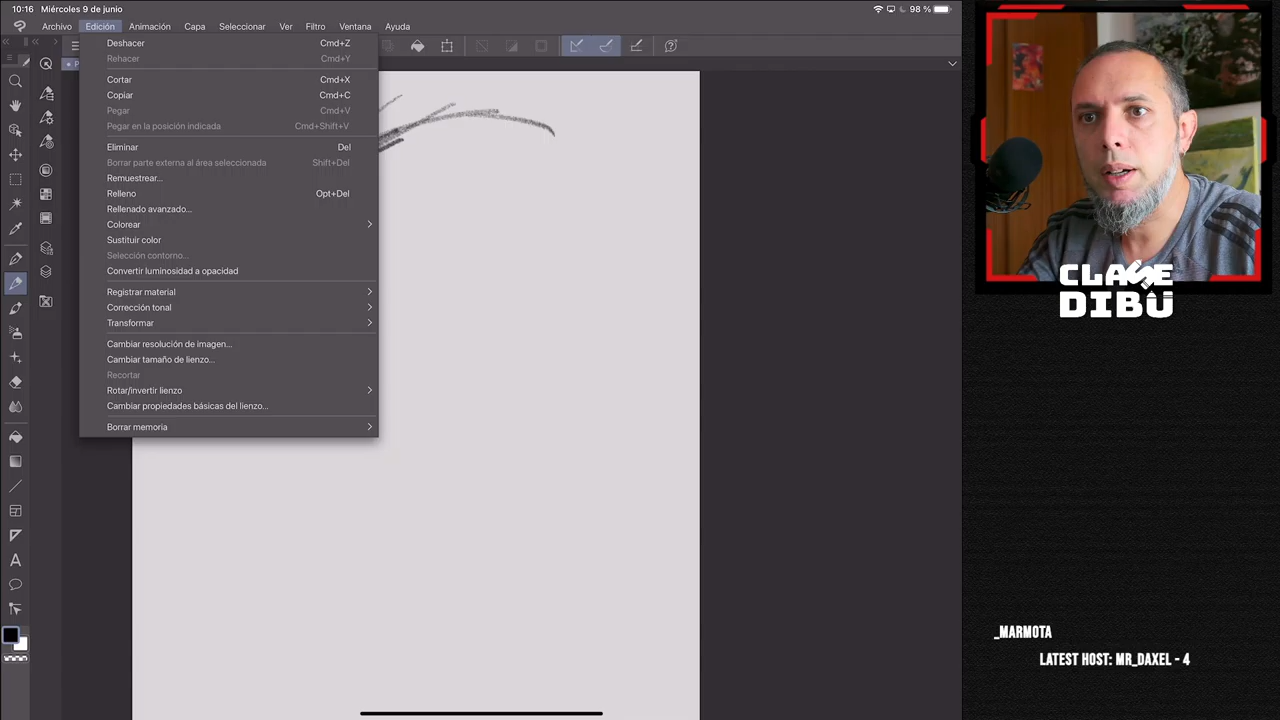 10:16 Miércoles 9 de junio
98 %
Archivo Edición Animación Capa Seleccionar Ver Filtro Ventana Ayuda
Deshacer Cmd+Z
Rehacer Cmd+Y
Cortar Cmd+X
Copiar Cmd+C
Pegar Cmd+V
Pegar en la posición indicada Cmd+Shift+V
Eliminar Del
Borrar parte externa al área seleccionada Shift+Del
Remuestrear...
Relleno Opt+Del
Rellenado avanzado...
Colorear
Sustituir color
Selección contorno...
Convertir luminosidad a opacidad
Registrar material
Corrección tonal
Transformar
Cambiar resolución de imagen...
Cambiar tamaño de lienzo...
Recortar
Rotar/invertir lienzo
Cambiar propiedades básicas del lienzo...
Borrar memoria
CLASE
DIBU
_MARMOTA
LATEST HOST: MR_DAXEL - 4